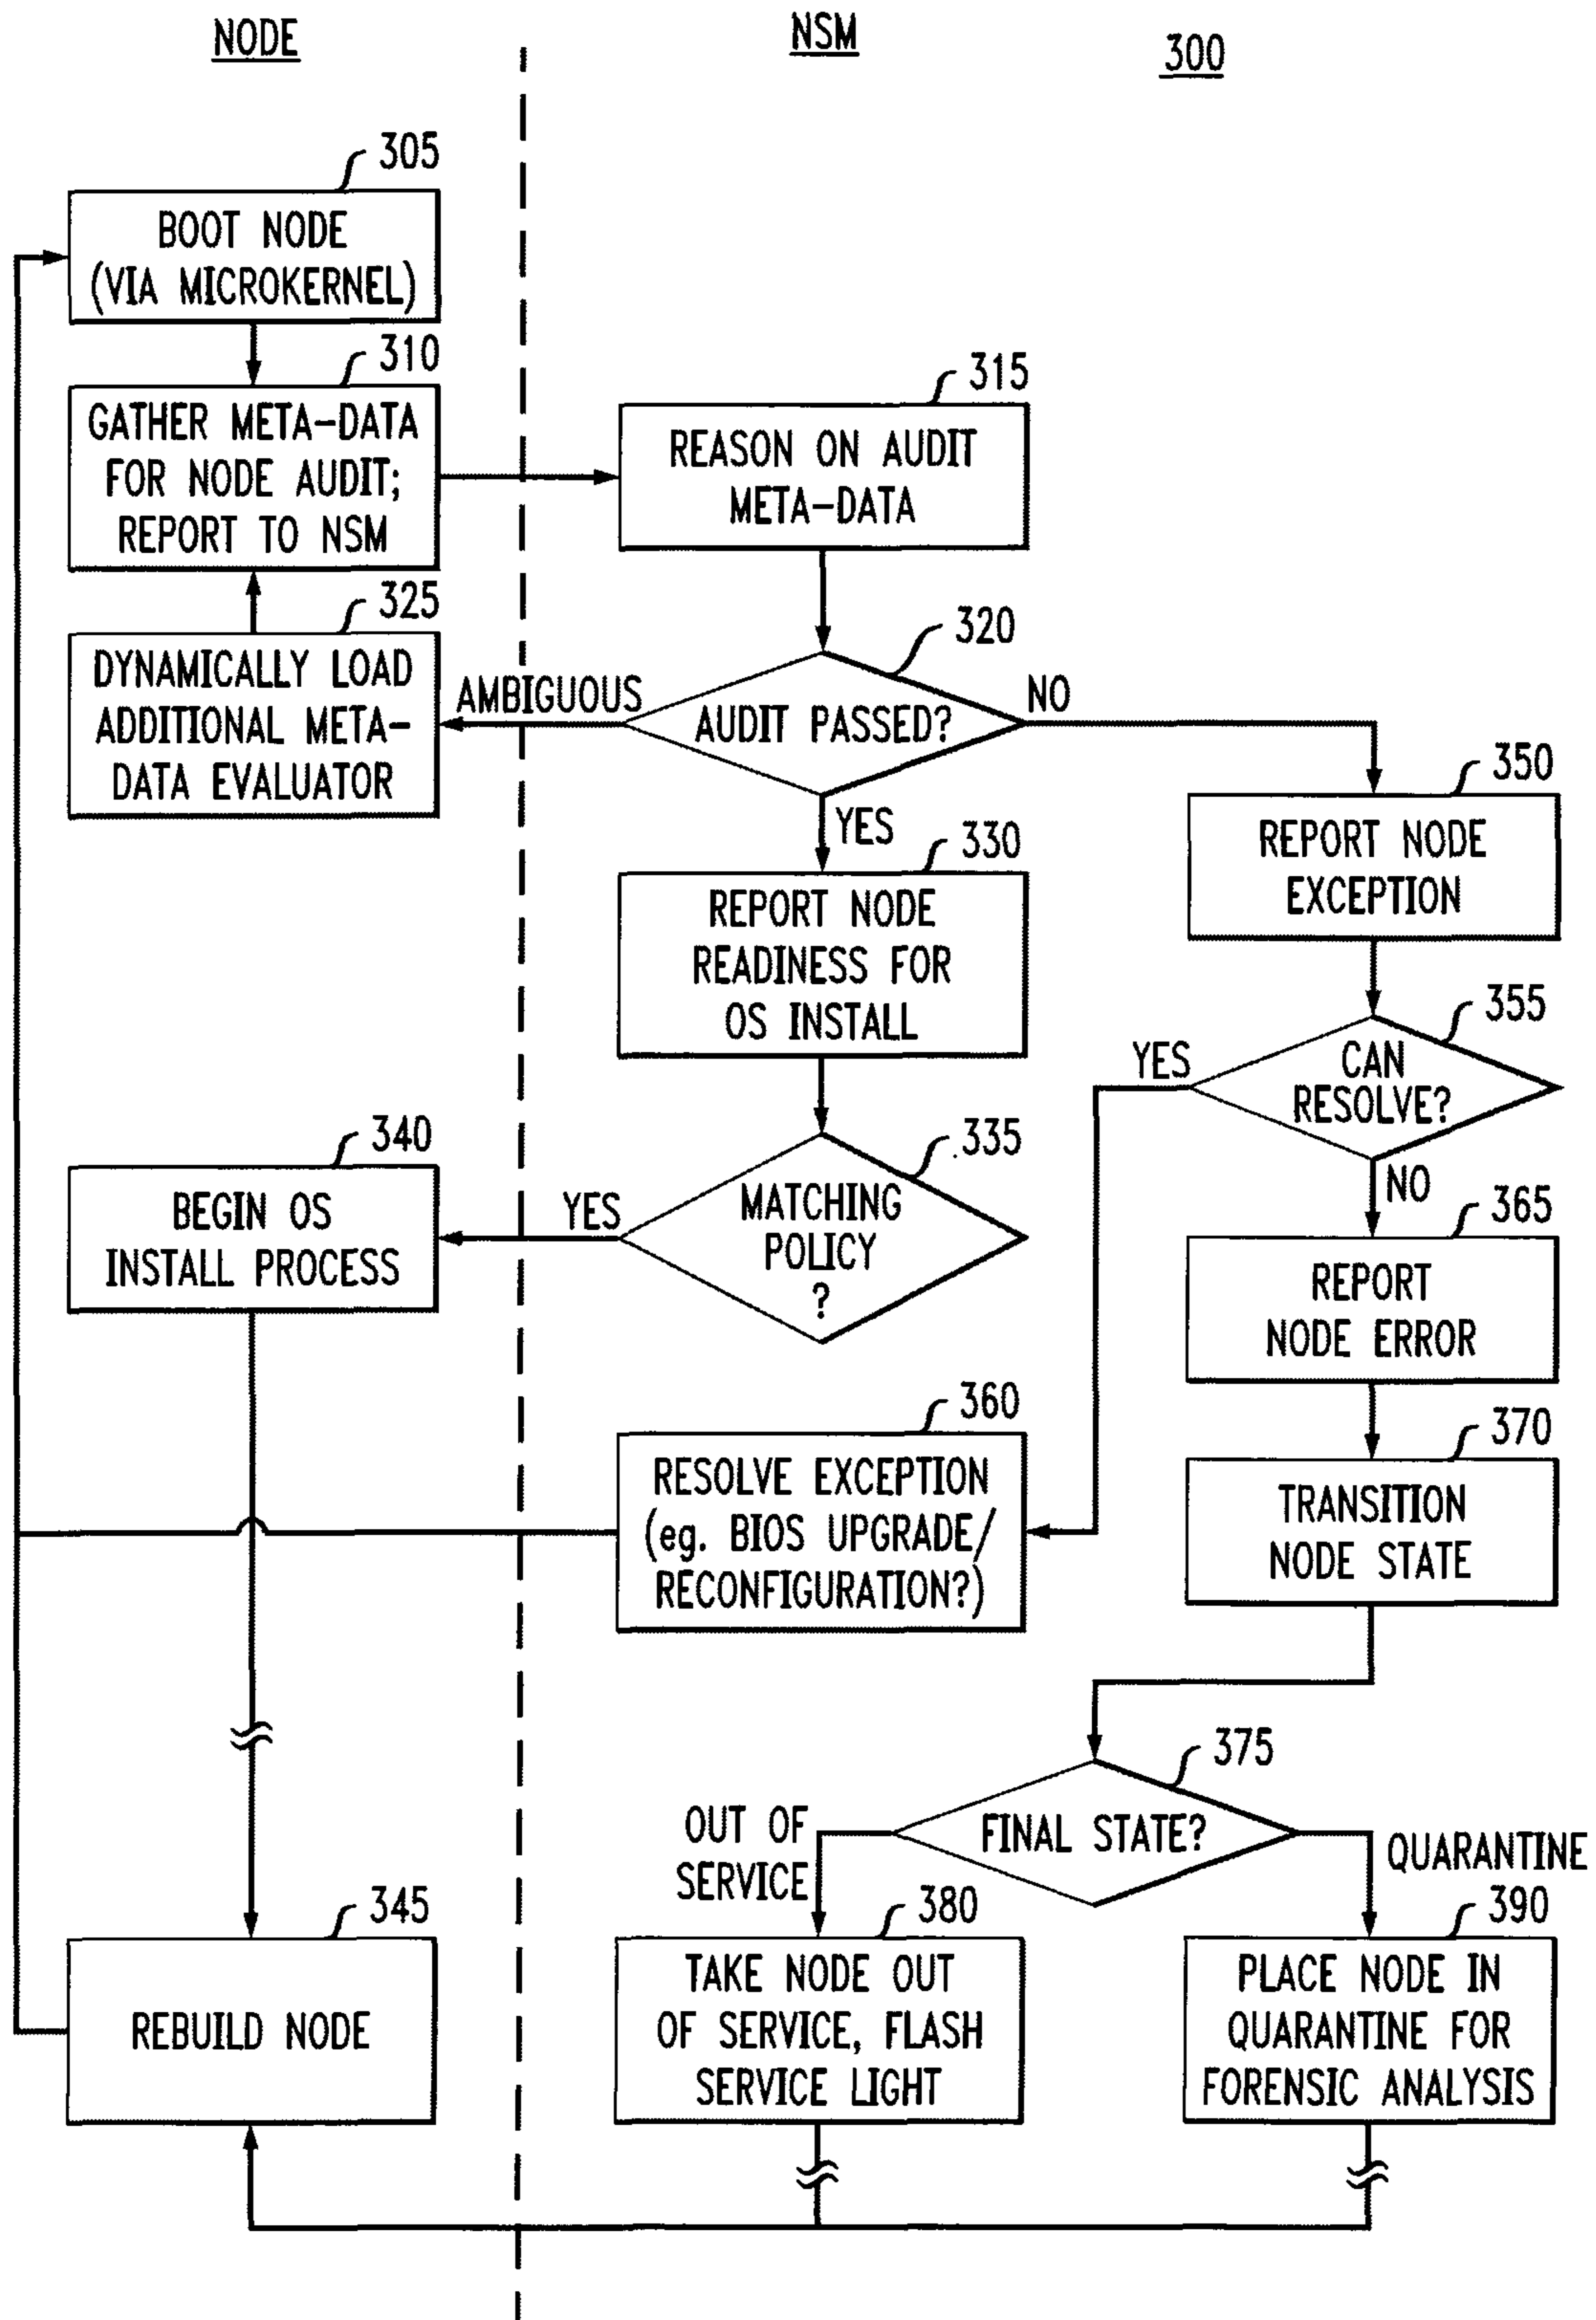 NODE
NSM
300
305
BOOT NODE
(VIA MICROKERNEL)
310
GATHER META-DATA
FOR NODE AUDIT;
REPORT TO NSM
315
REASON ON AUDIT
META-DATA
325
DYNAMICALLY LOAD
ADDITIONAL META-
DATA EVALUATOR
AMBIGUOUS
320
AUDIT PASSED?
NO
YES
330
REPORT NODE
READINESS FOR
OS INSTALL
350
REPORT NODE
EXCEPTION
355
CAN
RESOLVE?
YES
NO
335
MATCHING
POLICY
?
YES
340
BEGIN OS
INSTALL PROCESS
365
REPORT
NODE ERROR
360
RESOLVE EXCEPTION
(eg. BIOS UPGRADE/
RECONFIGURATION?)
370
TRANSITION
NODE STATE
375
FINAL STATE?
OUT OF
SERVICE
QUARANTINE
345
REBUILD NODE
380
TAKE NODE OUT
OF SERVICE, FLASH
SERVICE LIGHT
390
PLACE NODE IN
QUARANTINE FOR
FORENSIC ANALYSIS